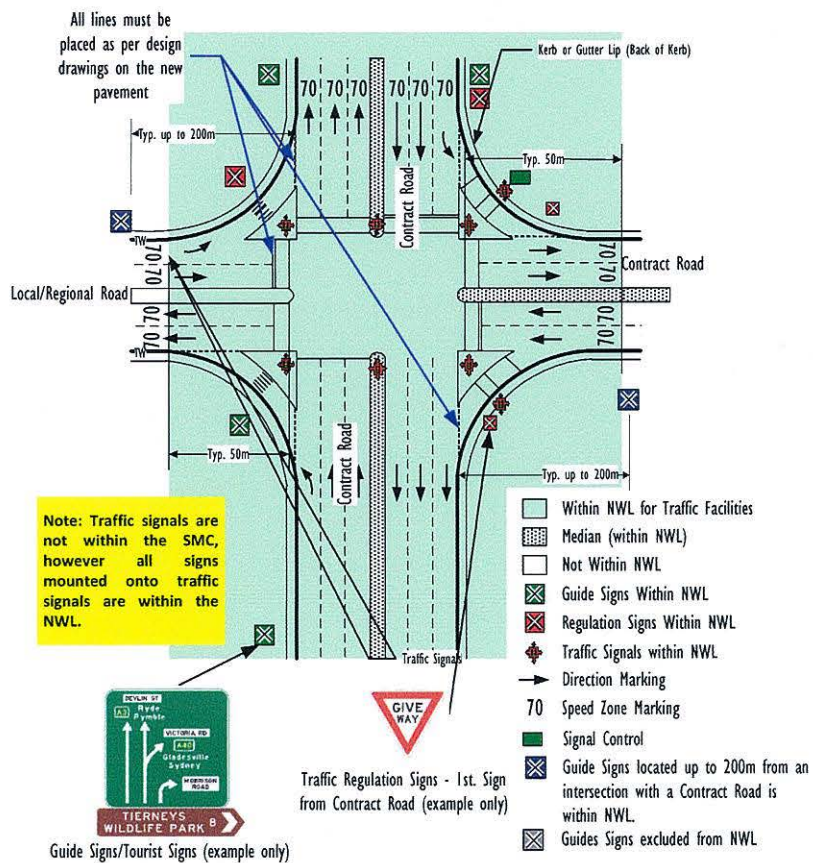 All lines must be
placed as per design
drawings on the new
pavement
Kerb or Gutter Lip (Back of Kerb)
70 70 70 70
70 70 70
Typ. up to 200m
Typ. 50m
Contract Road
TW
70 70
70 70
Contract Road
Local/Regional Road
70
70
70
70
TW
Contract Road
Typ. 50m
Typ. up to 200m
Note: Traffic signals are
not within the SMC,
however all signs
mounted onto traffic
signals are within the
NWL.
Within NWL for Traffic Facilities
Median (within NWL)
Not Within NWL
Guide Signs Within NWL
Regulation Signs Within NWL
Traffic Signals within NWL
Direction Marking
70 Speed Zone Marking
Signal Control
Guide Signs located up to 200m from an
intersection with a Contract Road is
within NWL.
Guides Signs excluded from NWL
Traffic Signals
DEVLIN ST
A3 Ryde
Pymble
VICTORIA RD
A40
Gladesville
Sydney
MORRISON
ROAD
TIERNEYS
WILDLIFE PARK 8
Guide Signs/Tourist Signs (example only)
GIVE
WAY
Traffic Regulation Signs - 1st. Sign
from Contract Road (example only)